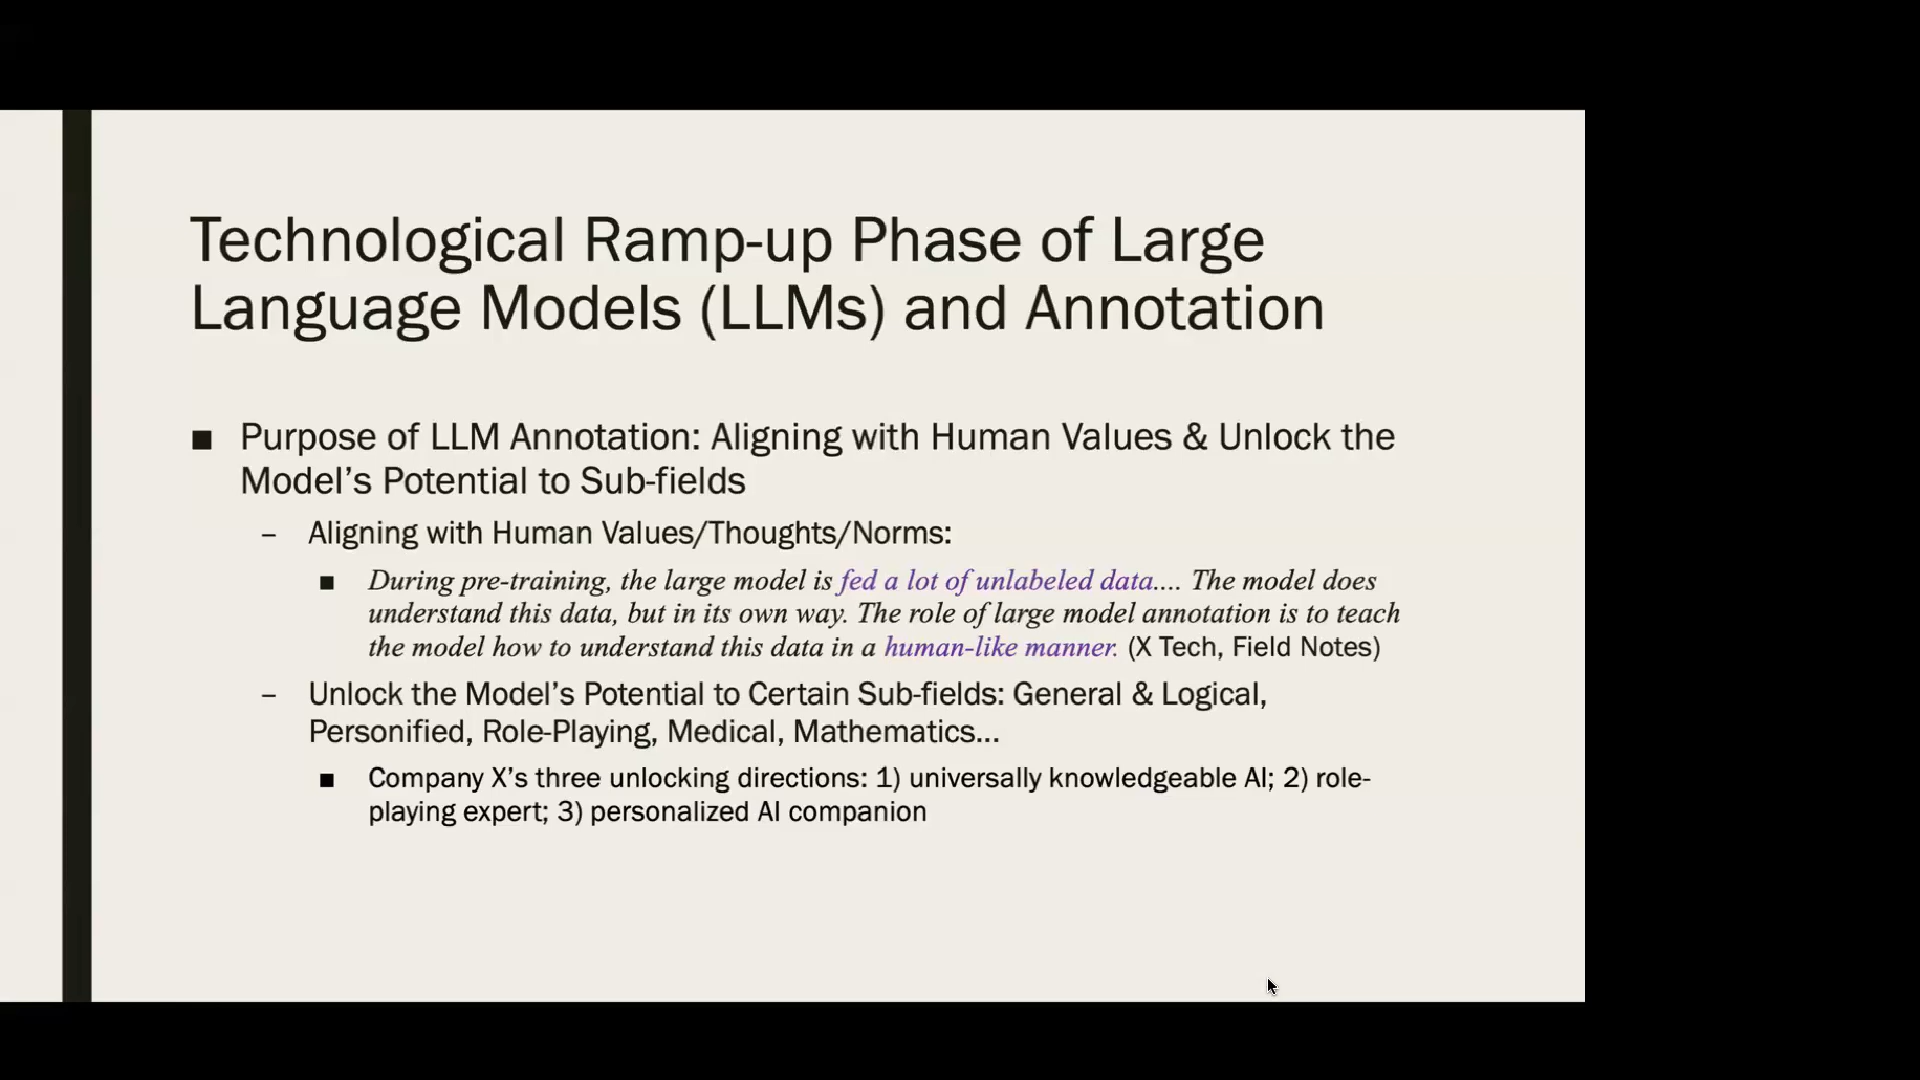 Technological Ramp-up Phase of Large
Language Models (LLMs) and Annotation
■ Purpose of LLM Annotation: Aligning with Human Values & Unlock the
Model’s Potential to Sub-fields
– Aligning with Human Values/Thoughts/Norms:
■ During pre-training, the large model is fed a lot of unlabeled data.... The model does
understand this data, but in its own way. The role of large model annotation is to teach
the model how to understand this data in a human-like manner. (X Tech, Field Notes)
– Unlock the Model’s Potential to Certain Sub-fields: General & Logical,
Personified, Role-Playing, Medical, Mathematics...
■ Company X’s three unlocking directions: 1) universally knowledgeable AI; 2) role-
playing expert; 3) personalized AI companion